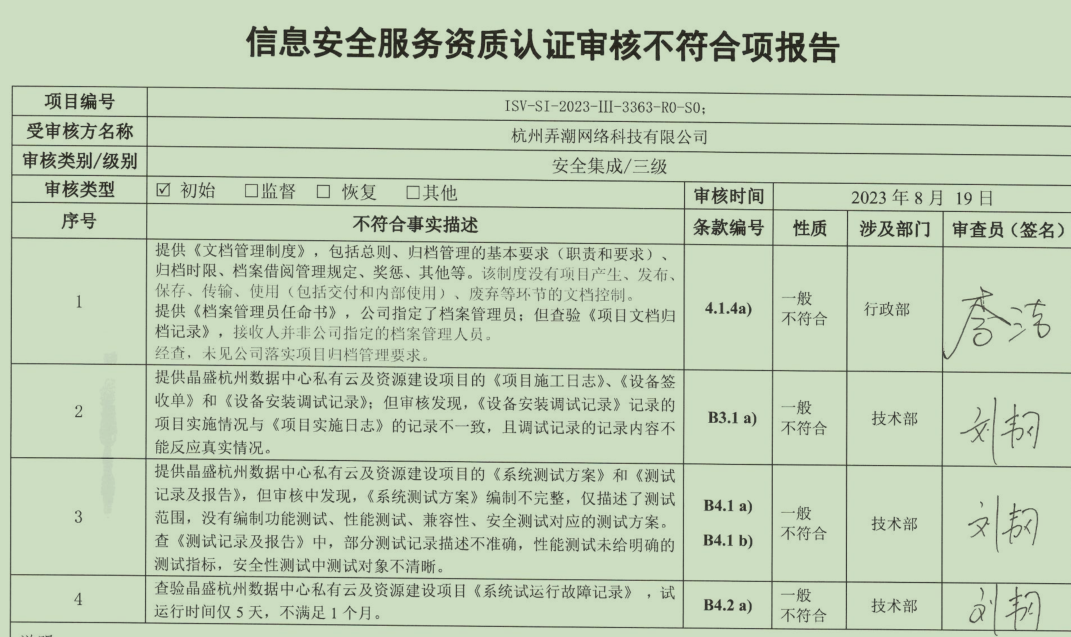 信息安全服务资质认证审核不符合项报告
项目编号 ISV-SI-2023-III-3363-R0-S0;
受审核方名称 杭州弄潮网络科技有限公司
审核类别/级别 安全集成/三级
审核类型 ☑ 初始 □监督 □ 恢复 □其他 审核时间 2023 年 8 月 19 日
序号 不符合事实描述 条款编号 性质 涉及部门 审查员(签名)
1
提供《文档管理制度》，包括总则、归档管理的基本要求（职责和要求）、
归档时限、档案借阅管理规定、奖惩、其他等。该制度没有项目产生、发布、
保存、传输、使用（包括交付和内部使用）、废弃等环节的文档控制。
提供《档案管理员任命书》，公司指定了档案管理员；但查验《项目文档归
档记录》，接收人并非公司指定的档案管理人员。
经查，未见公司落实项目归档管理要求。
4.1.4a)
一般
不符合
行政部
2
提供晶盛杭州数据中心私有云及资源建设项目的《项目施工日志》、《设备签
收单》和《设备安装调试记录》；但审核发现，《设备安装调试记录》记录的
项目实施情况与《项目实施日志》的记录不一致，且调试记录的记录内容不
能反应真实情况。
B3.1 a)
一般
不符合
技术部
3
提供晶盛杭州数据中心私有云及资源建设项目的《系统测试方案》和《测试
记录及报告》，但审核中发现，《系统测试方案》编制不完整，仅描述了测试
范围，没有编制功能测试、性能测试、兼容性、安全测试对应的测试方案。
查《测试记录及报告》中，部分测试记录描述不准确，性能测试未给明确的
测试指标，安全性测试中测试对象不清晰。
B4.1 a)
B4.1 b)
一般
不符合
技术部
4
查验晶盛杭州数据中心私有云及资源建设项目《系统试运行故障记录》，试
运行时间仅 5 天，不满足 1 个月。
B4.2 a)
一般
不符合
技术部